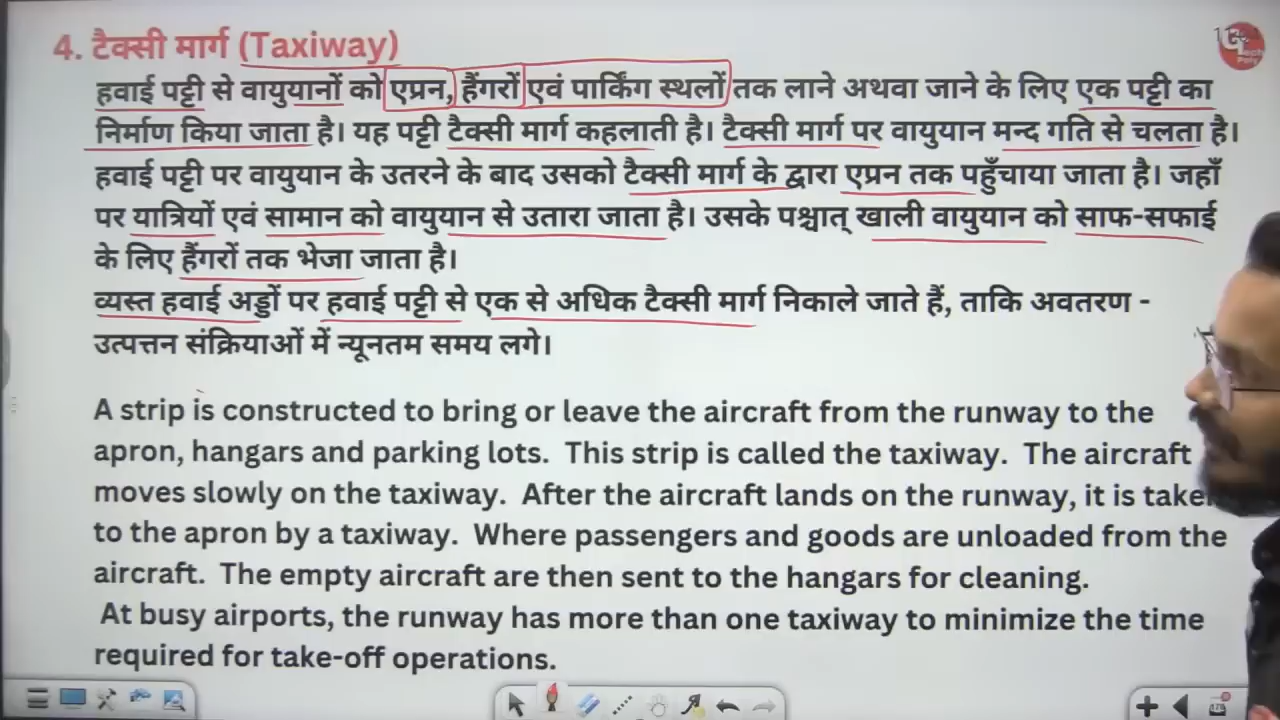 4. टैक्सी मार्ग (Taxiway)
हवाई पट्टी से वायुयानों को एप्रन, हैंगरों एवं पार्किंग स्थलों तक लाने अथवा जाने के लिए एक पट्टी का
निर्माण किया जाता है। यह पट्टी टैक्सी मार्ग कहलाती है। टैक्सी मार्ग पर वायुयान मन्द गति से चलता है।
हवाई पट्टी पर वायुयान के उतरने के बाद उसको टैक्सी मार्ग के द्वारा एप्रन तक पहुँचाया जाता है। जहाँ
पर यात्रियों एवं सामान को वायुयान से उतारा जाता है। उसके पश्चात् खाली वायुयान को साफ-सफाई
के लिए हैंगरों तक भेजा जाता है।
व्यस्त हवाई अड्डों पर हवाई पट्टी से एक से अधिक टैक्सी मार्ग निकाले जाते हैं, ताकि अवतरण -
उत्पत्तन संक्रियाओं में न्यूनतम समय लगे।
A strip is constructed to bring or leave the aircraft from the runway to the
apron, hangars and parking lots. This strip is called the taxiway. The aircraft
moves slowly on the taxiway. After the aircraft lands on the runway, it is take
to the apron by a taxiway. Where passengers and goods are unloaded from the
aircraft. The empty aircraft are then sent to the hangars for cleaning.
At busy airports, the runway has more than one taxiway to minimize the time
required for take-off operations.